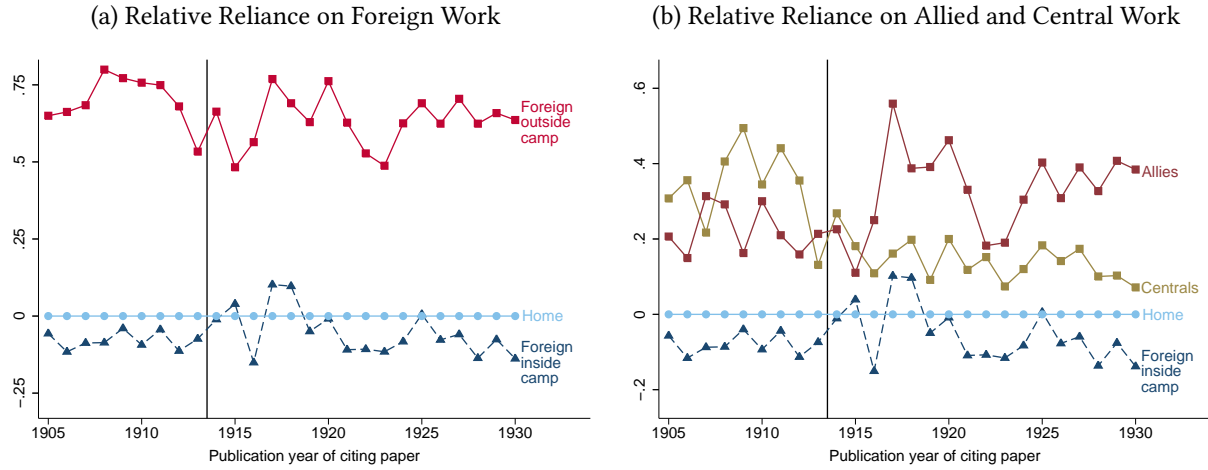 (a) Relative Reliance on Foreign Work
.75
.5
.25
0
-.25
Foreign
outside
camp
Home
Foreign
inside
camp
1905 1910 1915 1920 1925 1930
Publication year of citing paper
(b) Relative Reliance on Allied and Central Work
.6
.4
.2
0
-.2
Allies
Centrals
Home
Foreign
inside
camp
1905 1910 1915 1920 1925 1930
Publication year of citing paper